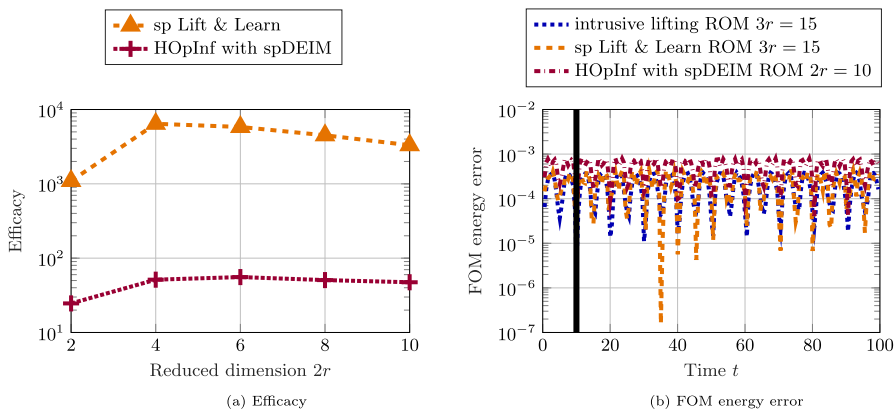 sp Lift & Learn
HOpInf with spDEIM
10^4
10^3
10^2
10^1
Efficacy
2
4
6
8
10
Reduced dimension 2r
(a) Efficacy
intrusive lifting ROM 3r = 15
sp Lift & Learn ROM 3r = 15
HOpInf with spDEIM ROM 2r = 10
10^-2
10^-3
10^-4
10^-5
10^-6
10^-7
FOM energy error
0
20
40
60
80
100
Time t
(b) FOM energy error